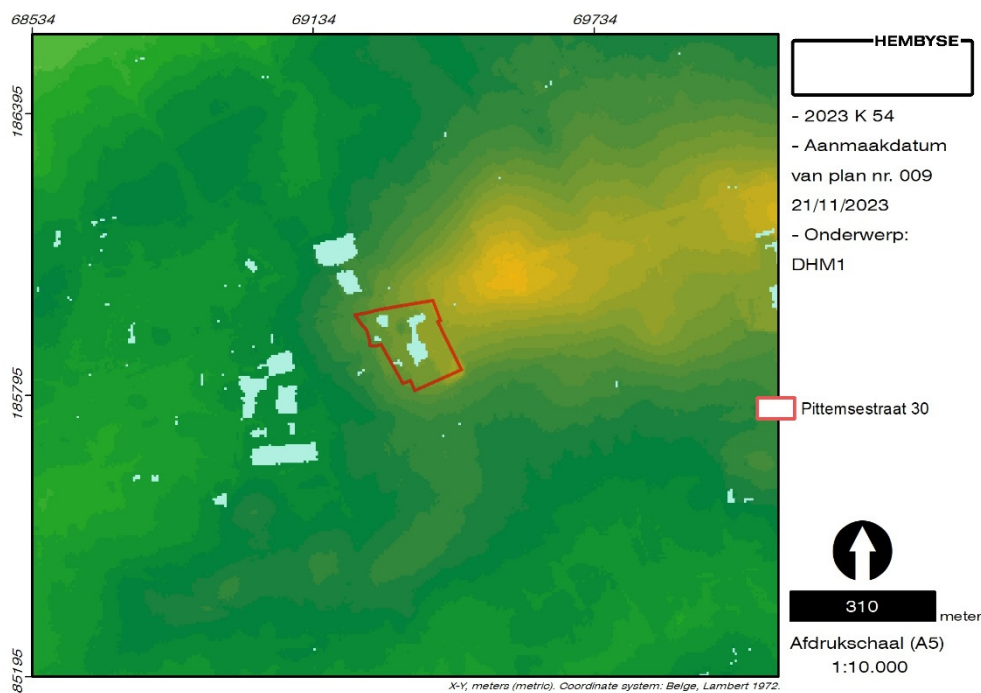 68534
69134
69734
186395
185795
85195
HEMBYSE
- 2023 K 54
- Aanmaakdatum
van plan nr. 009
21/11/2023
- Onderwerp:
DHM1
Pittemsestraat 30
310
meter
Afdrukschaal (A5)
1:10.000
X-Y, meters (metric). Coordinate system: Belge, Lambert 1972.